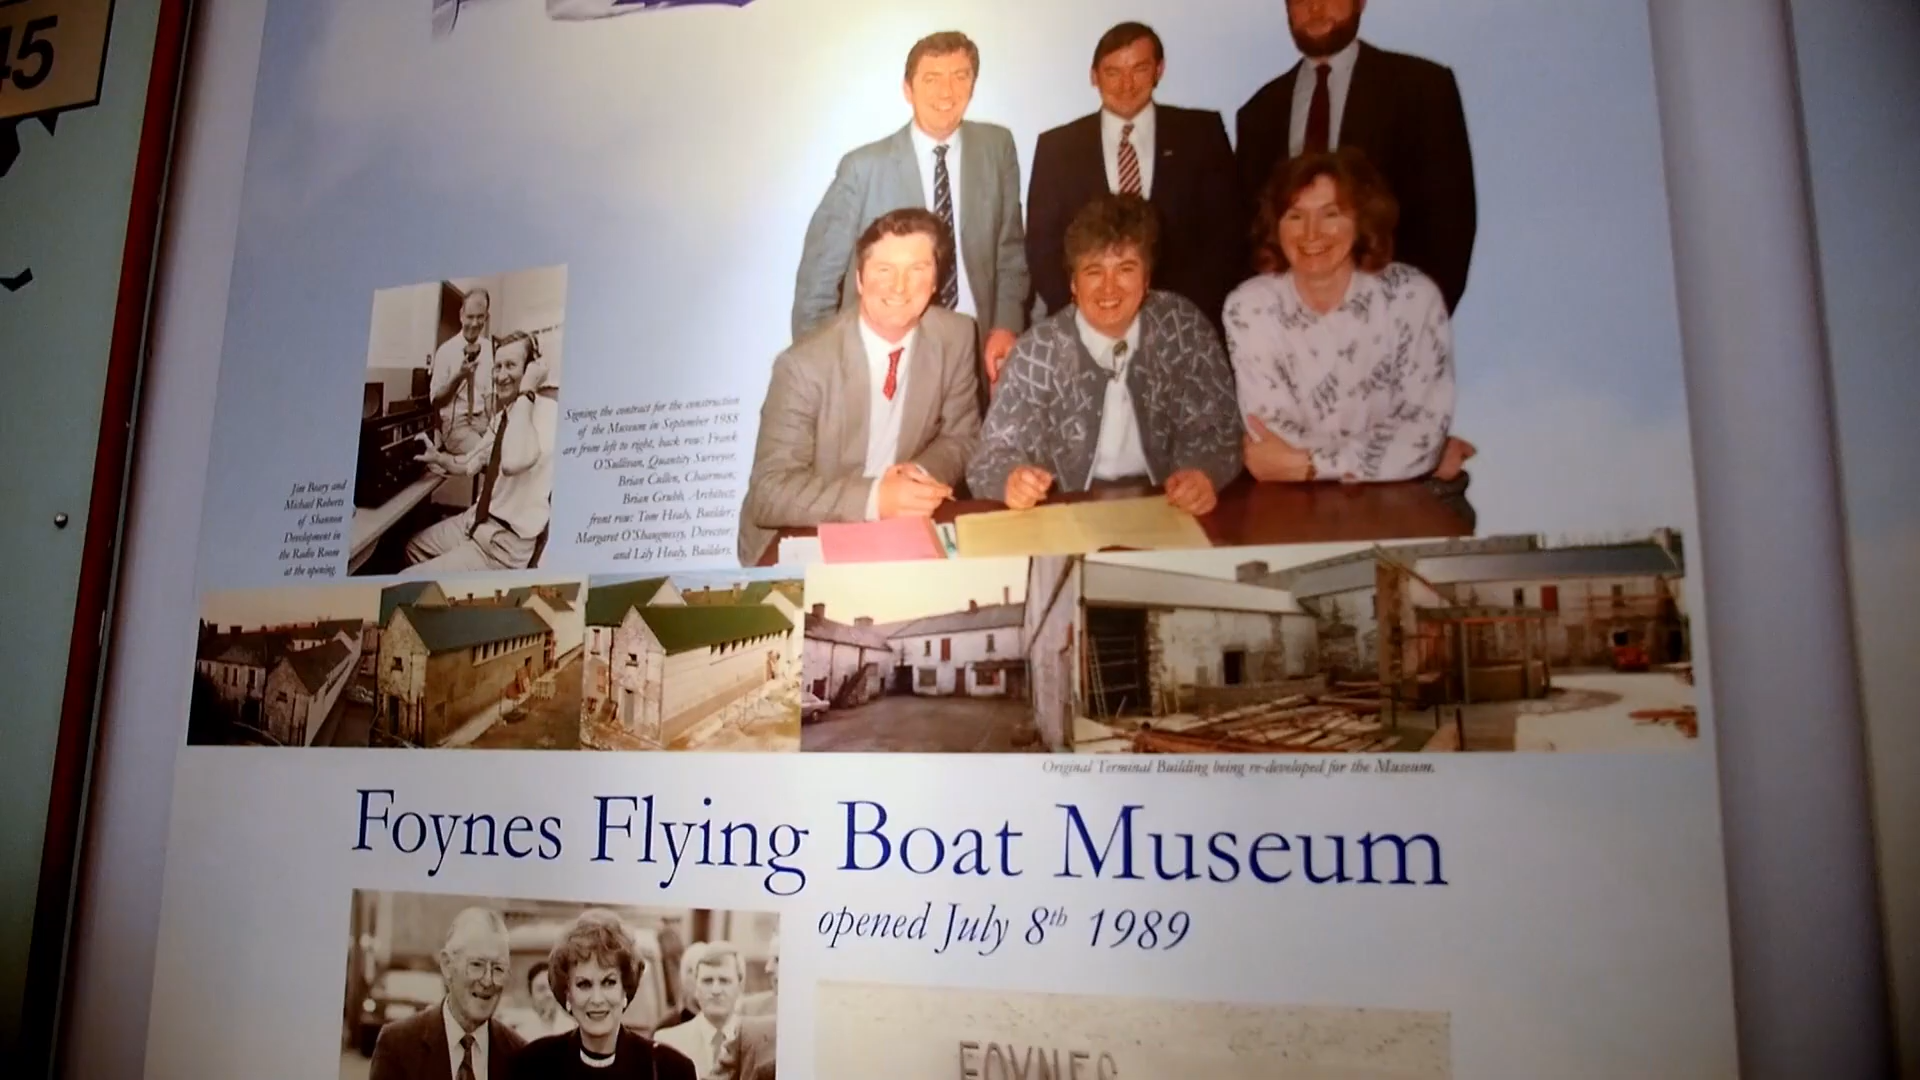 45
Signing the contract for the construction
of the Museum in September 1988
are from left to right, back row: Frank
O'Sullivan, Quantity Surveyor,
Brian Cullen, Chairman,
Brian Grubb, Architect;
front row: Tom Healy, Builder;
Margaret O'Shaugnessy, Director;
and Lily Healy, Builders.
Jim Beary and
Michael Roberts
of Shannon
Development in
the Radio Room
at the opening.
Original Terminal Building being re-developed for the Museum.
Foynes Flying Boat Museum
opened July 8th 1989
FOYNES